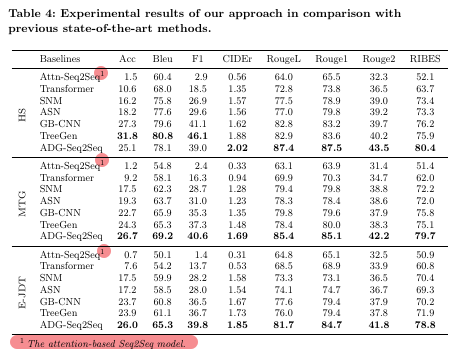 Table 4: Experimental results of our approach in comparison with
previous state-of-the-art methods.
Baselines Acc Bleu F1 CIDEr RougeL Rouge1 Rouge2 RIBES
HS
Attn-Seq2Seq¹ 1.5 60.4 2.9 0.56 64.0 65.5 32.3 52.1
Transformer 10.6 68.0 18.5 1.35 72.8 73.8 36.5 63.7
SNM 16.2 75.8 26.9 1.57 77.5 78.9 39.0 73.4
ASN 18.2 77.6 29.6 1.56 77.0 79.8 39.2 73.3
GB-CNN 27.3 79.6 41.1 1.62 82.8 83.2 39.7 76.2
TreeGen 31.8 80.8 46.1 1.88 82.9 83.6 40.2 75.9
ADG-Seq2Seq 25.1 78.1 39.0 2.02 87.4 87.5 43.5 80.4
MTG
Attn-Seq2Seq¹ 1.2 54.8 2.4 0.33 63.1 63.9 31.4 51.4
Transformer 9.2 58.1 16.3 0.94 69.9 70.3 34.7 62.0
SNM 17.5 62.3 28.7 1.28 79.4 79.8 38.8 72.2
ASN 19.3 63.7 31.0 1.23 78.3 78.4 38.6 72.0
GB-CNN 22.7 65.9 35.3 1.35 79.8 79.6 37.9 75.8
TreeGen 24.3 65.3 37.3 1.48 78.4 80.0 38.3 75.1
ADG-Seq2Seq 26.7 69.2 40.6 1.69 85.4 85.1 42.2 79.7
E-JDT
Attn-Seq2Seq¹ 0.7 50.1 1.4 0.31 64.8 65.1 32.5 50.9
Transformer 7.6 54.2 13.7 0.53 68.5 68.9 33.9 60.8
SNM 17.5 59.9 28.2 1.58 73.3 73.1 36.5 70.4
ASN 17.2 58.5 28.0 1.54 74.1 74.7 36.7 69.3
GB-CNN 23.7 60.8 36.5 1.67 77.6 79.4 37.9 70.2
TreeGen 23.9 61.1 36.7 1.73 76.0 79.4 37.8 71.9
ADG-Seq2Seq 26.0 65.3 39.8 1.85 81.7 84.7 41.8 78.8
¹ The attention-based Seq2Seq model.